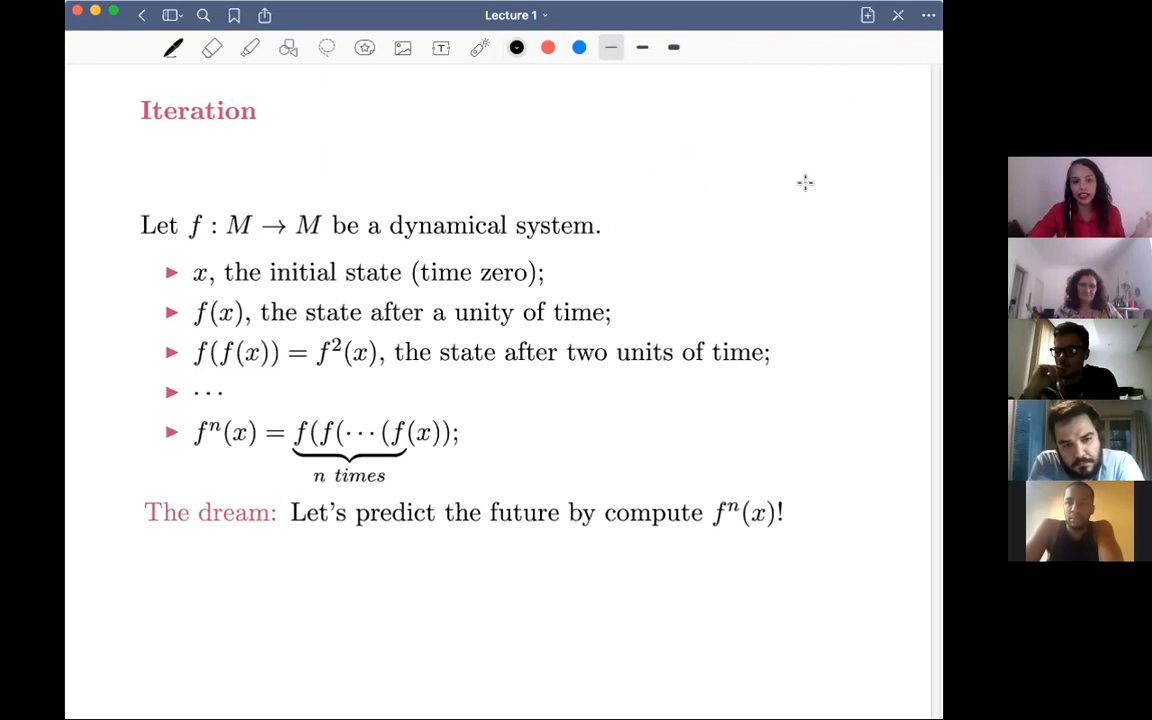 Lecture 1
Iteration
Let f : M → M be a dynamical system.
▶ x, the initial state (time zero);
▶ f(x), the state after a unity of time;
▶ f(f(x)) = f²(x), the state after two units of time;
▶ ···
▶ fⁿ(x) = f(f(···(f(x));
n times
The dream: Let's predict the future by compute fⁿ(x)!